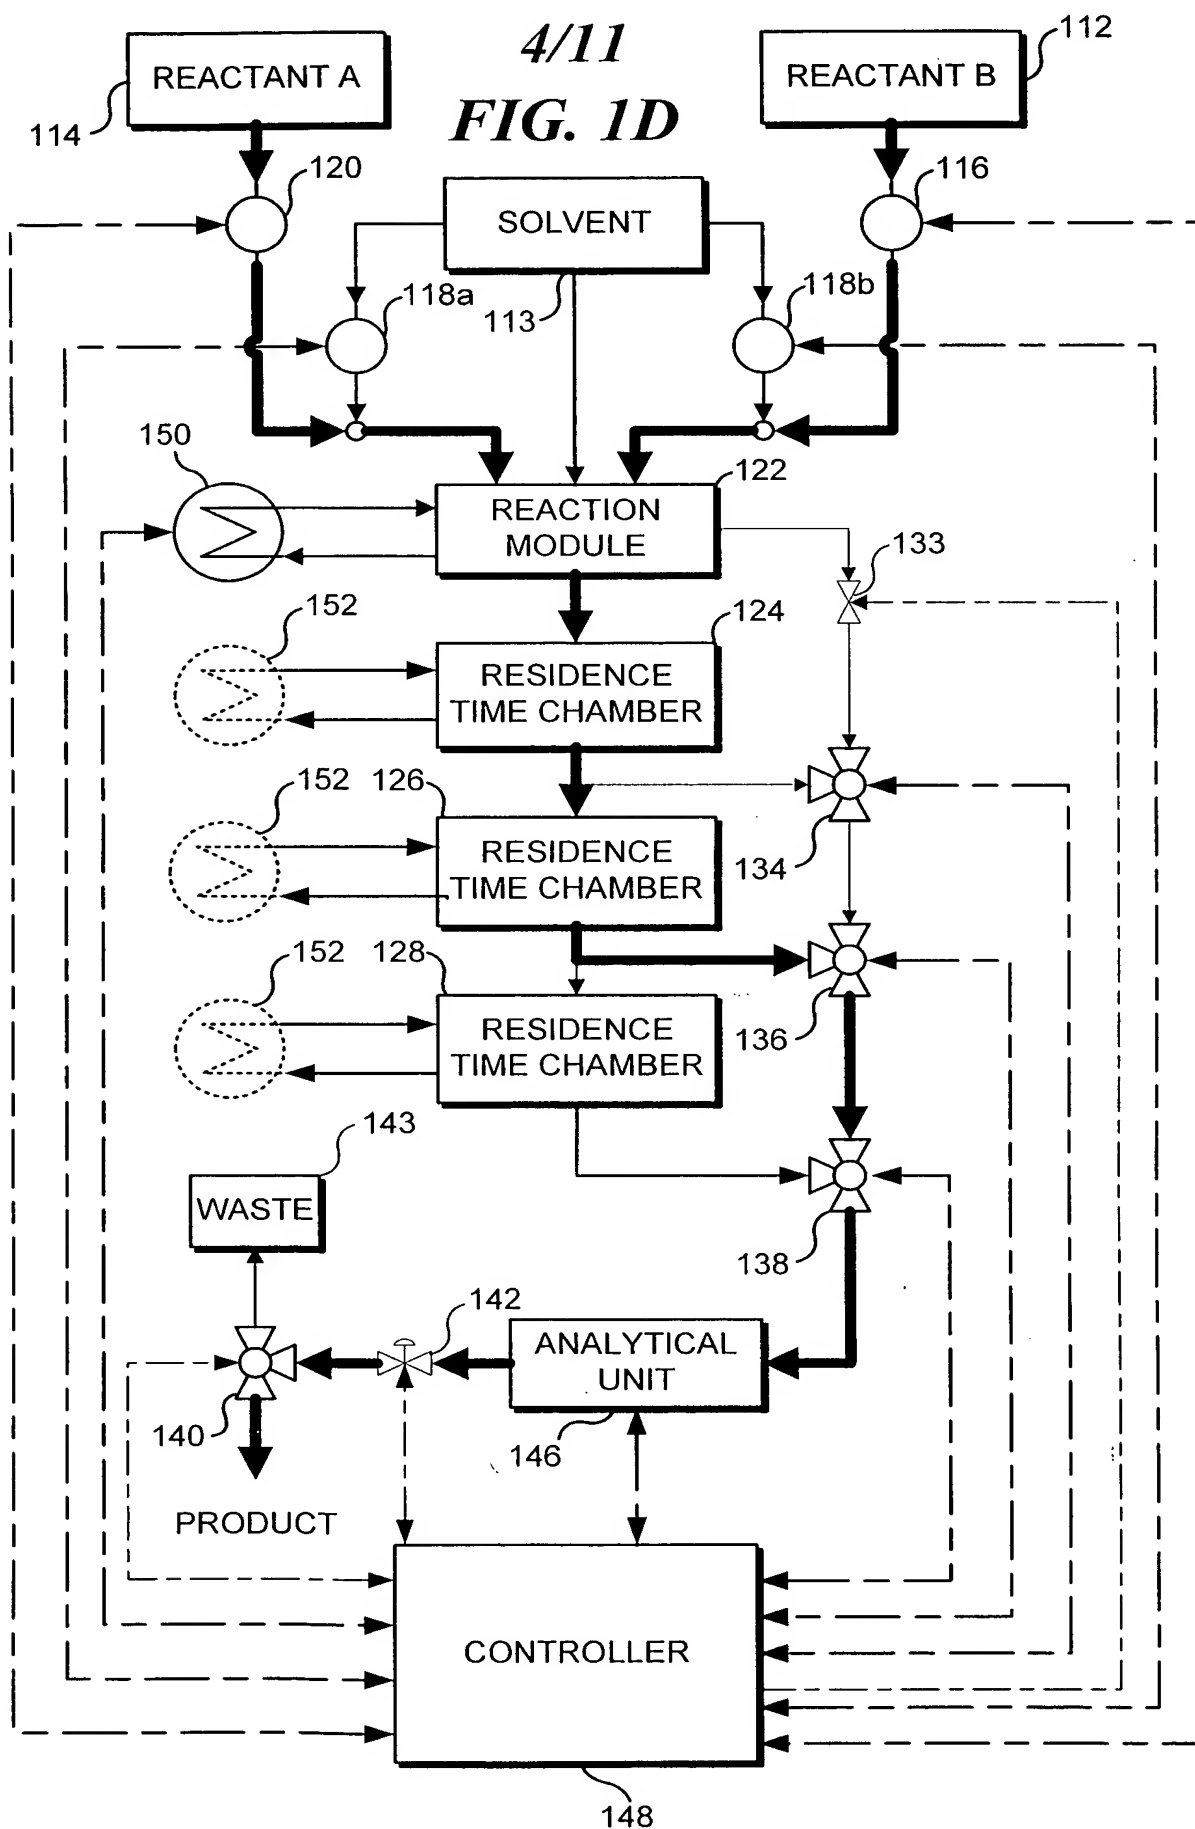 4/11
FIG. 1D
REACTANT A
REACTANT B
112
114
120
116
SOLVENT
113
118a
118b
150
122
REACTION
MODULE
133
152
124
RESIDENCE
TIME CHAMBER
152
126
RESIDENCE
TIME CHAMBER
134
152
128
RESIDENCE
TIME CHAMBER
136
143
WASTE
138
142
ANALYTICAL
UNIT
140
146
PRODUCT
CONTROLLER
148